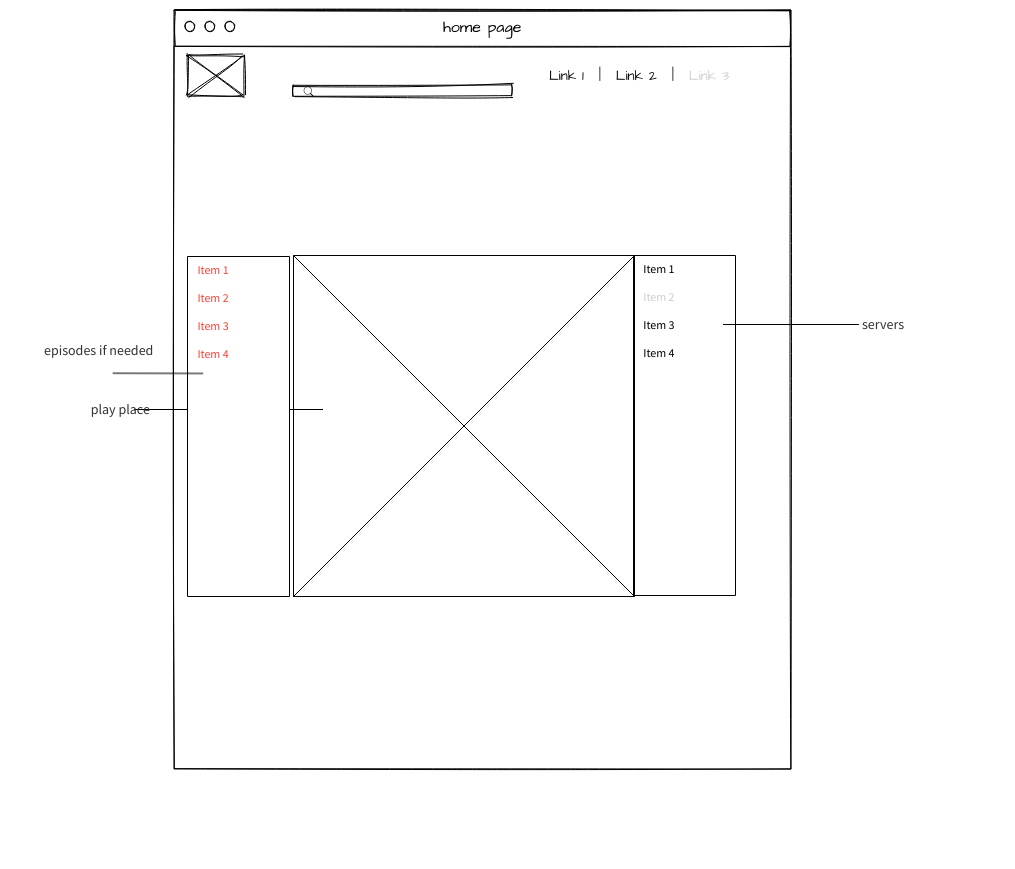 home page
Link 1 | Link 2 | Link 3
Item 1
Item 2
Item 3
Item 4
Item 1
Item 2
Item 3
Item 4
servers
episodes if needed
play place